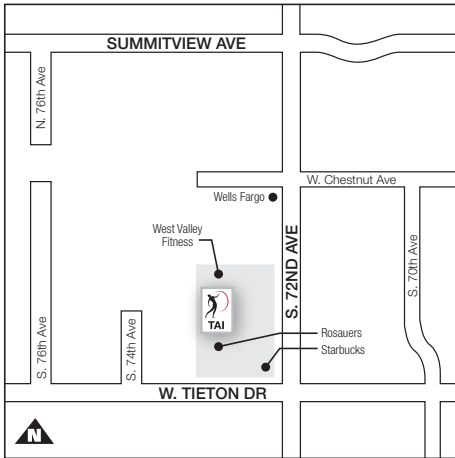 SUMMITVIEW AVE
N. 76th Ave
W. Chestnut Ave
Wells Fargo
West Valley
Fitness
S. 72ND AVE
S. 70th Ave
TAI
Rosauers
Starbucks
S. 76th Ave
S. 74th Ave
W. TIETON DR
N